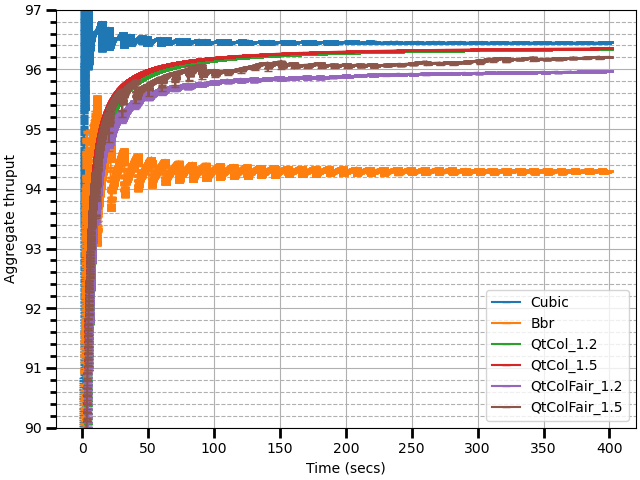 97
96
95
94
93
92
91
90
Aggregate thruput
0 50 100 150 200 250 300 350 400
Time (secs)
Cubic
Bbr
QtCol_1.2
QtCol_1.5
QtColFair_1.2
QtColFair_1.5